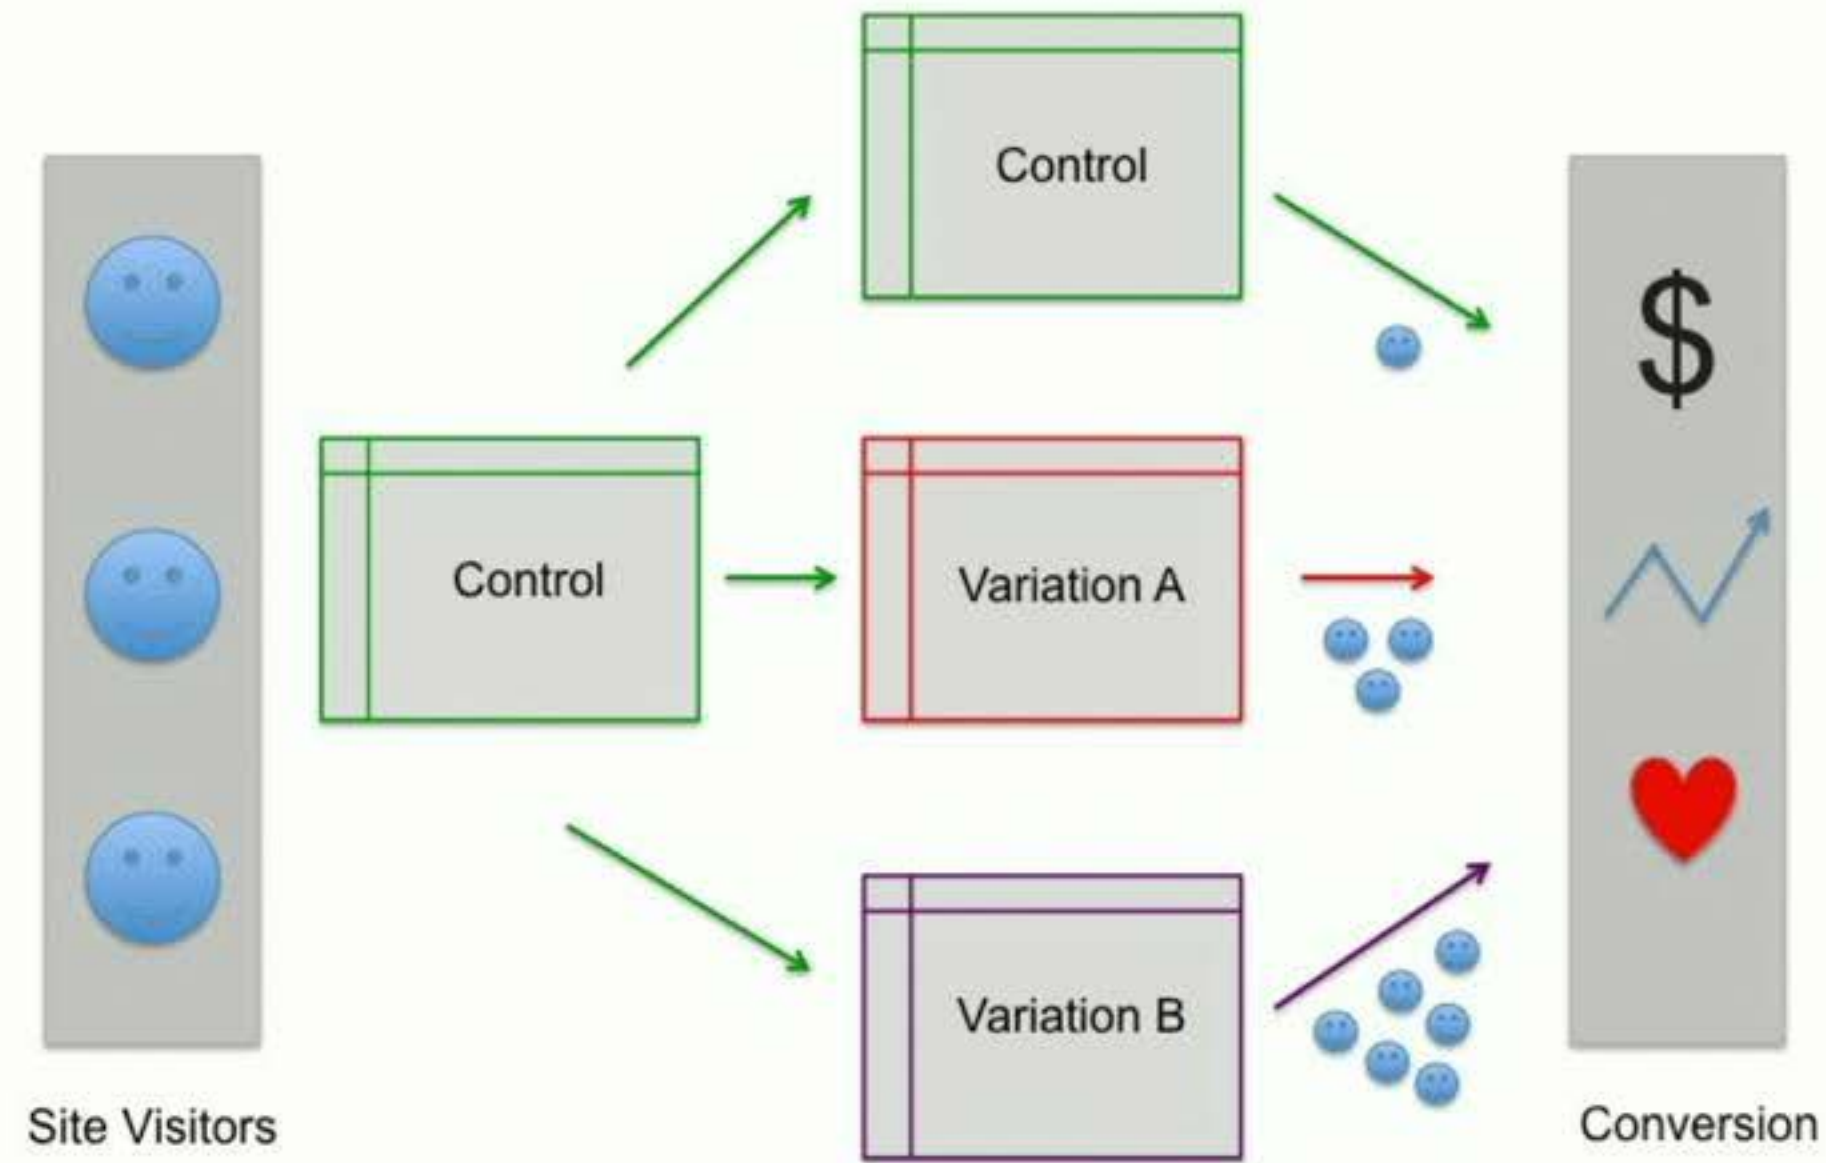 Control
Control
Variation A
Variation B
Site Visitors
Conversion
$